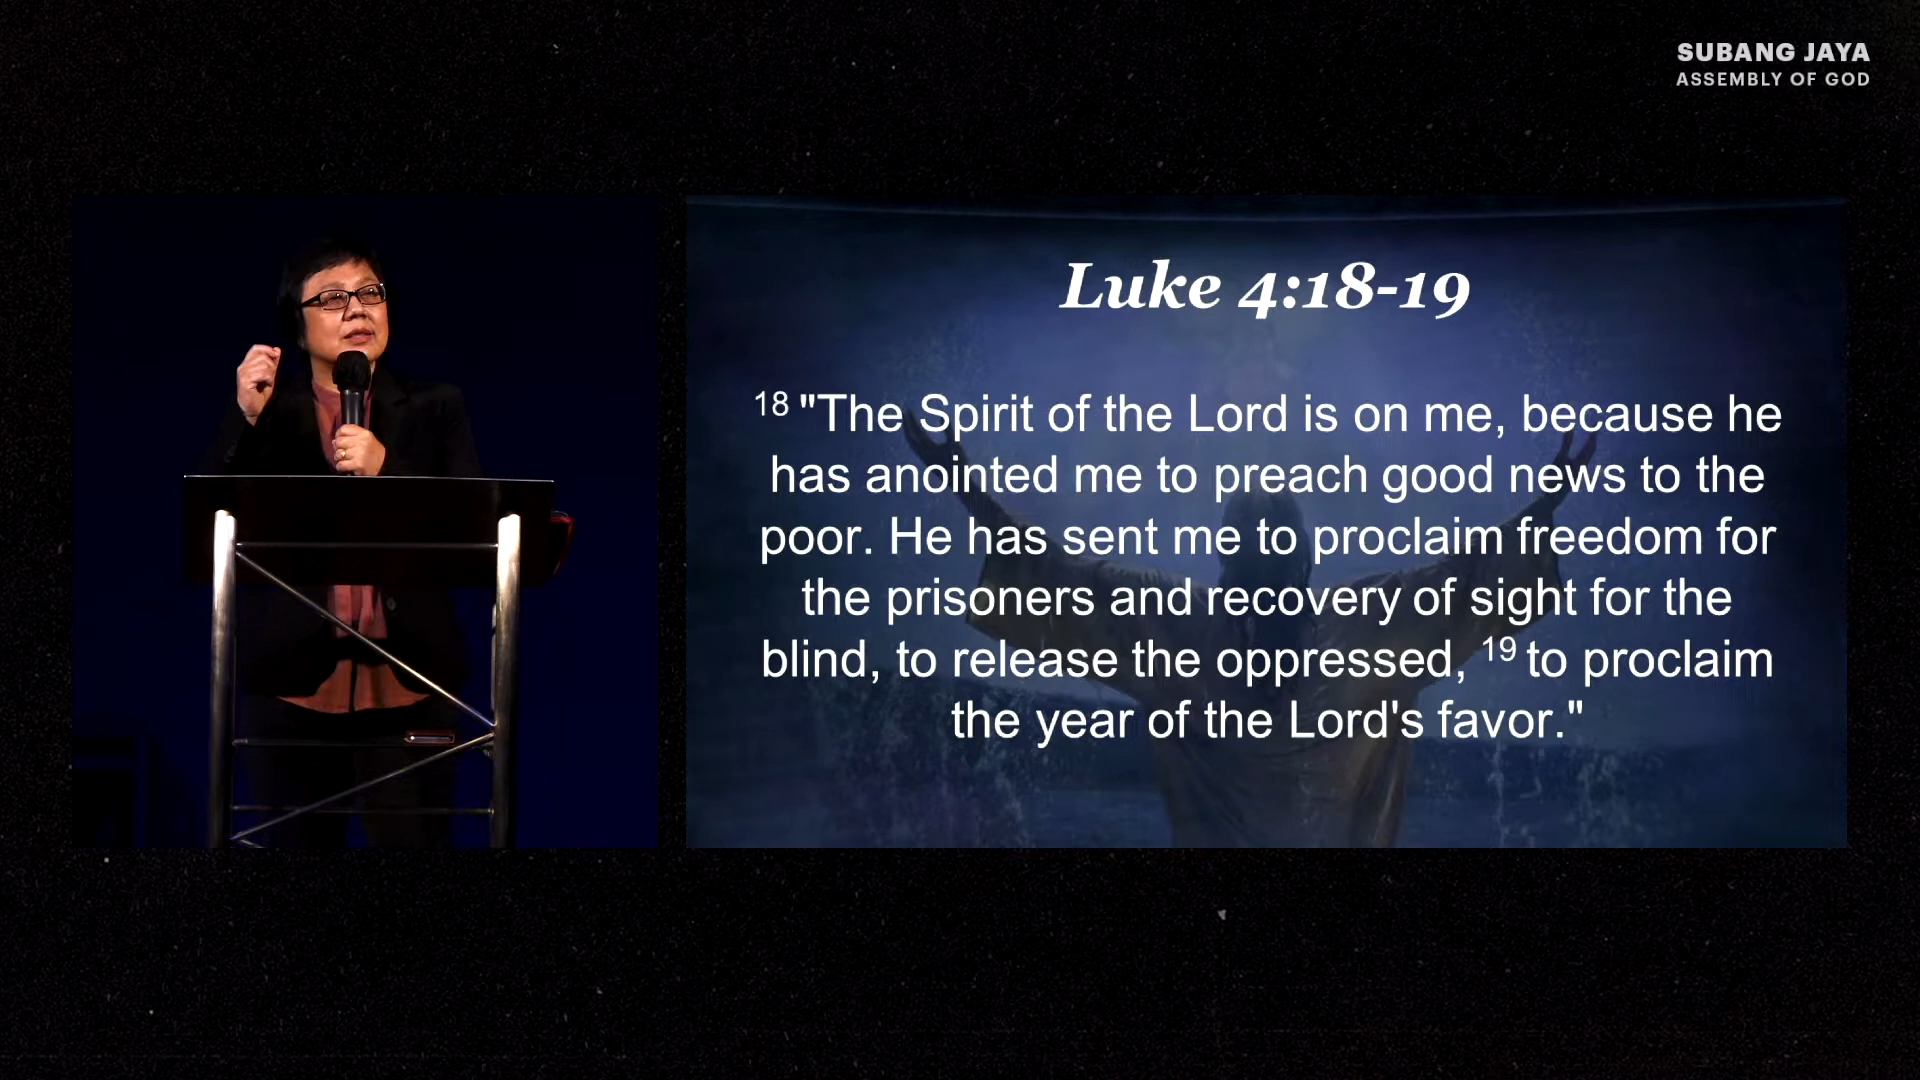 SUBANG JAYA
ASSEMBLY OF GOD
Luke 4:18-19
18 "The Spirit of the Lord is on me, because he
has anointed me to preach good news to the
poor. He has sent me to proclaim freedom for
the prisoners and recovery of sight for the
blind, to release the oppressed, 19 to proclaim
the year of the Lord's favor."